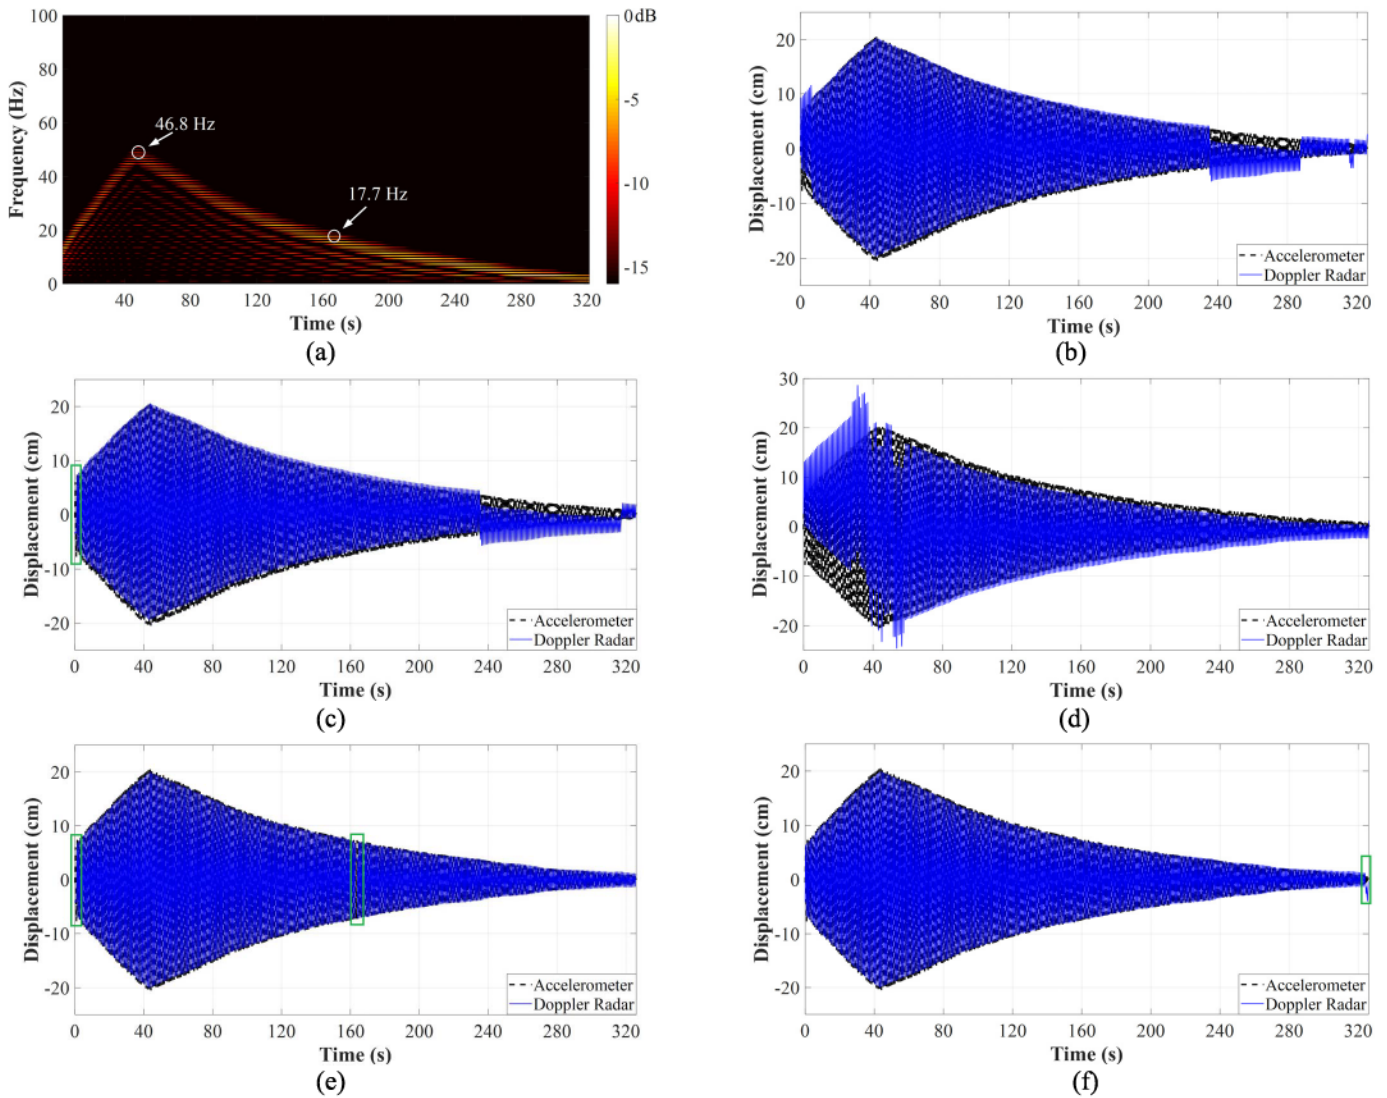 100
80
60
40
20
0
Frequency (Hz)
46.8 Hz
17.7 Hz
0 dB
-5
-10
-15
40 80 120 160 200 240 280 320
Time (s)
(a)
20
10
0
-10
-20
Displacement (cm)
Accelerometer
Doppler Radar
0 40 80 120 160 200 240 280 320
Time (s)
(b)
20
10
0
-10
-20
Displacement (cm)
Accelerometer
Doppler Radar
0 40 80 120 160 200 240 280 320
Time (s)
(c)
30
20
10
0
-10
-20
Displacement (cm)
Accelerometer
Doppler Radar
0 40 80 120 160 200 240 280 320
Time (s)
(d)
20
10
0
-10
-20
Displacement (cm)
Accelerometer
Doppler Radar
0 40 80 120 160 200 240 280 320
Time (s)
(e)
20
10
0
-10
-20
Displacement (cm)
Accelerometer
Doppler Radar
0 40 80 120 160 200 240 280 320
Time (s)
(f)